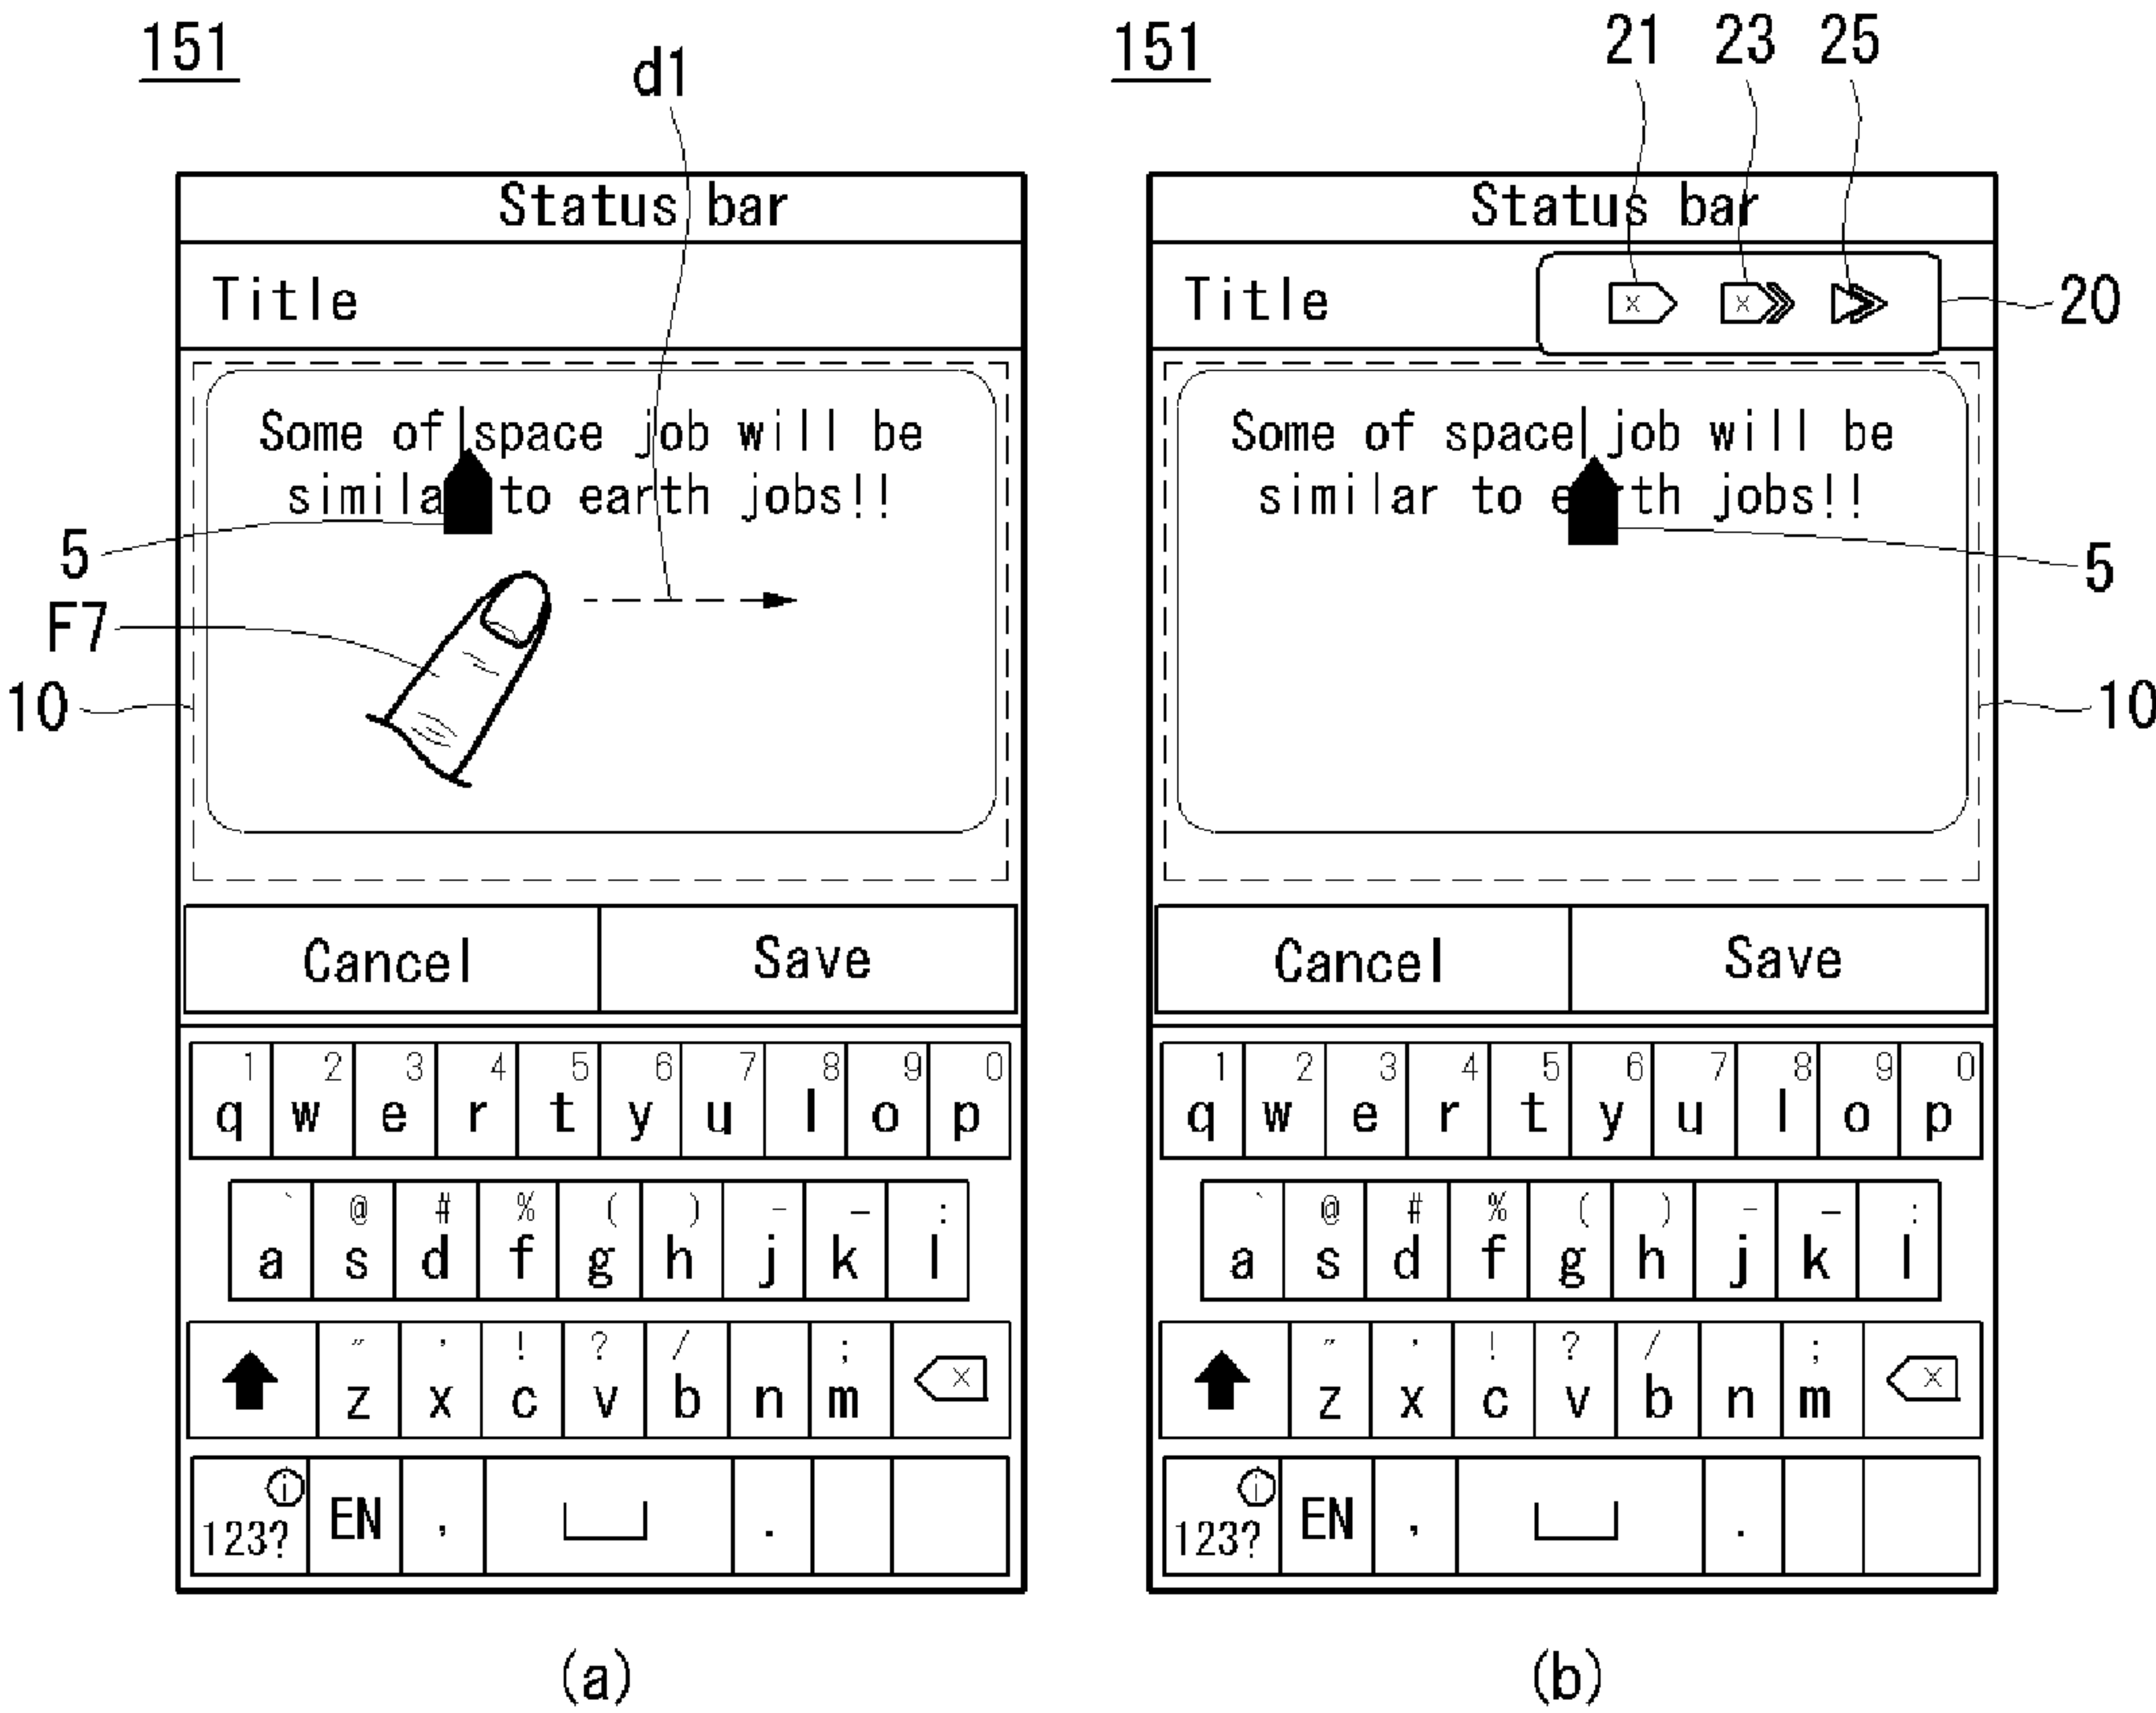 151
d1
Status bar
Title
Some of space job will be
similar to earth jobs!!
5
F7
10
Cancel Save
1 2 3 4 5 6 7 8 9 0
q w e r t y u l o p
` @ # % ( ) - — :
a s d f g h j k l
˝ ' ! ? / ;
z x c v b n m x
i
123? EN , .
(a)
151
21 23 25
Status bar
Title x x
20
Some of space job will be
similar to earth jobs!!
5
10
Cancel Save
1 2 3 4 5 6 7 8 9 0
q w e r t y u l o p
` @ # % ( ) - — :
a s d f g h j k l
˝ ' ! ? / ;
z x c v b n m x
i
123? EN , .
(b)